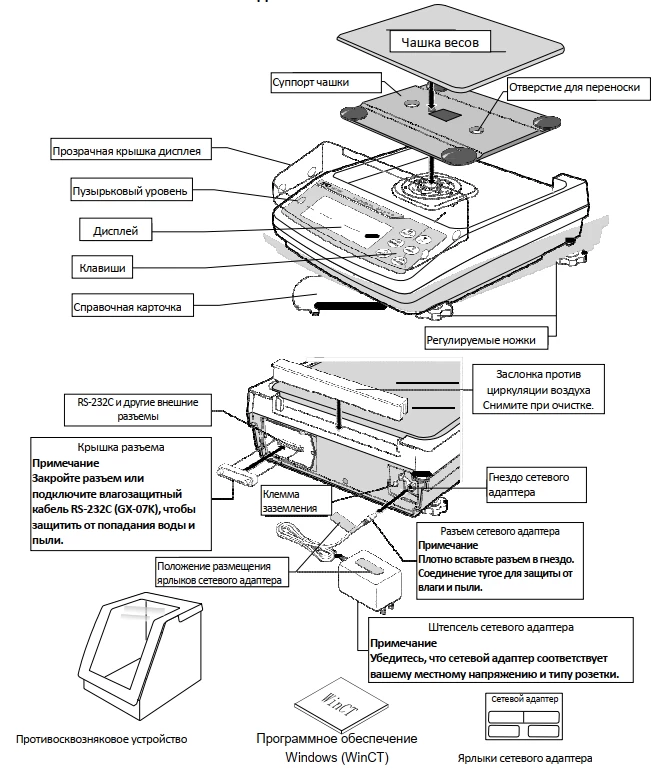 Чашка весов
Суппорт чашки
Отверстие для переноски
Прозрачная крышка дисплея
Пузырьковый уровень
Дисплей
Клавиши
Справочная карточка
Регулируемые ножки
Заслонка против
циркуляции воздуха
Снимите при очистке.
RS-232C и другие внешние
разъемы
Крышка разъема
Примечание
Закройте разъем или
подключите влагозащитный
кабель RS-232C (GX-07K), чтобы
защитить от попадания воды и
пыли.
Клемма
заземления
Гнездо сетевого
адаптера
Разъем сетевого адаптера
Примечание
Плотно вставьте разъем в гнездо.
Соединение тугое для защиты от
влаги и пыли.
Положение размещения
ярлыков сетевого адаптера
Штепсель сетевого адаптера
Примечание
Убедитесь, что сетевой адаптер соответствует
вашему местному напряжению и типу розетки.
Противосквозняковое устройство
WinCT
Программное обеспечение
Windows (WinCT)
Сетевой адаптер
Ярлыки сетевого адаптера